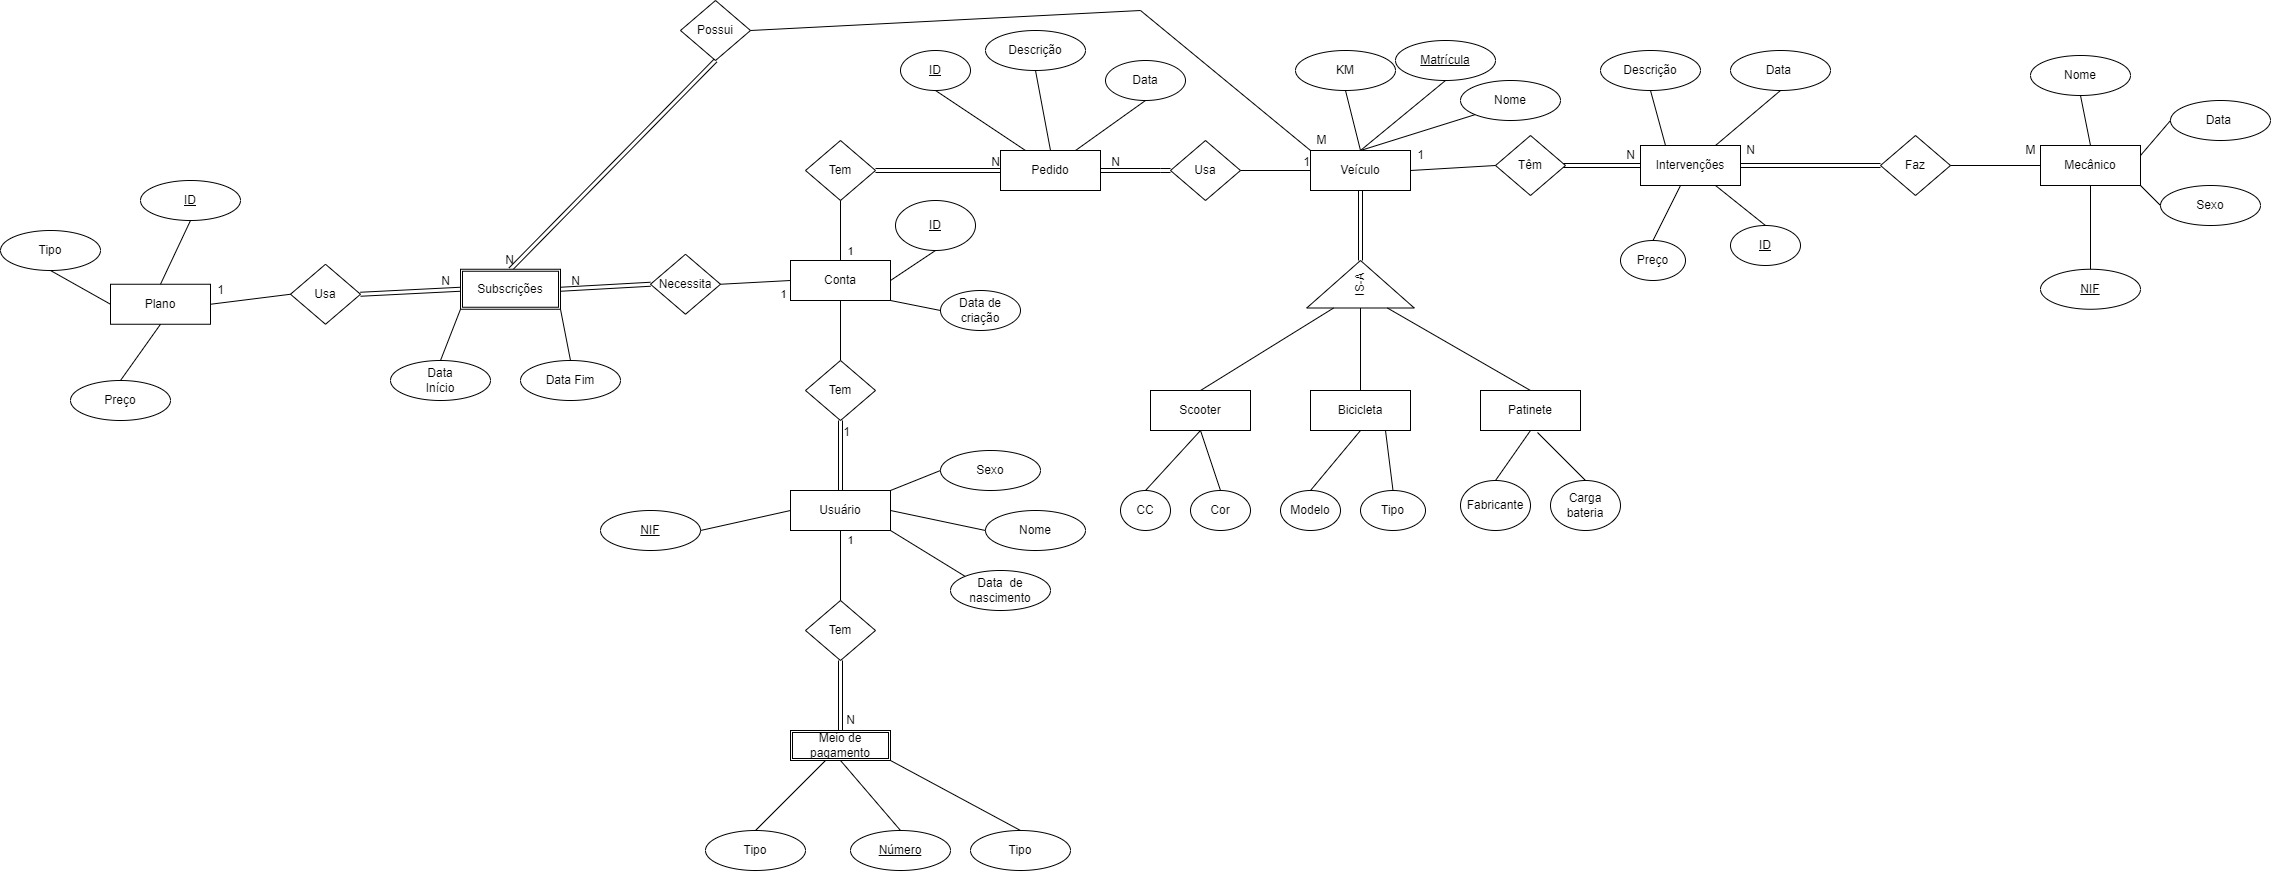 Possui
ID
Descrição
Data
KM
Matrícula
Nome
Descrição
Data
Nome
Data
M
Tem
N
Pedido
N
Usa
1
Veículo
1
Têm
N
Intervenções
N
Faz
M
Mecânico
ID
Tipo
ID
Sexo
1
Preço
ID
N
Plano
1
Usa
N
Subscrições
N
Necessita
1
Conta
IS-A
NIF
Data de
criação
Preço
Data
Início
Data Fim
Tem
1
Scooter
Bicicleta
Patinete
Sexo
NIF
Usuário
1
Nome
CC
Cor
Modelo
Tipo
Fabricante
Carga
bateria
Data de
nascimento
Tem
N
Meio de
pagamento
Tipo
Número
Tipo